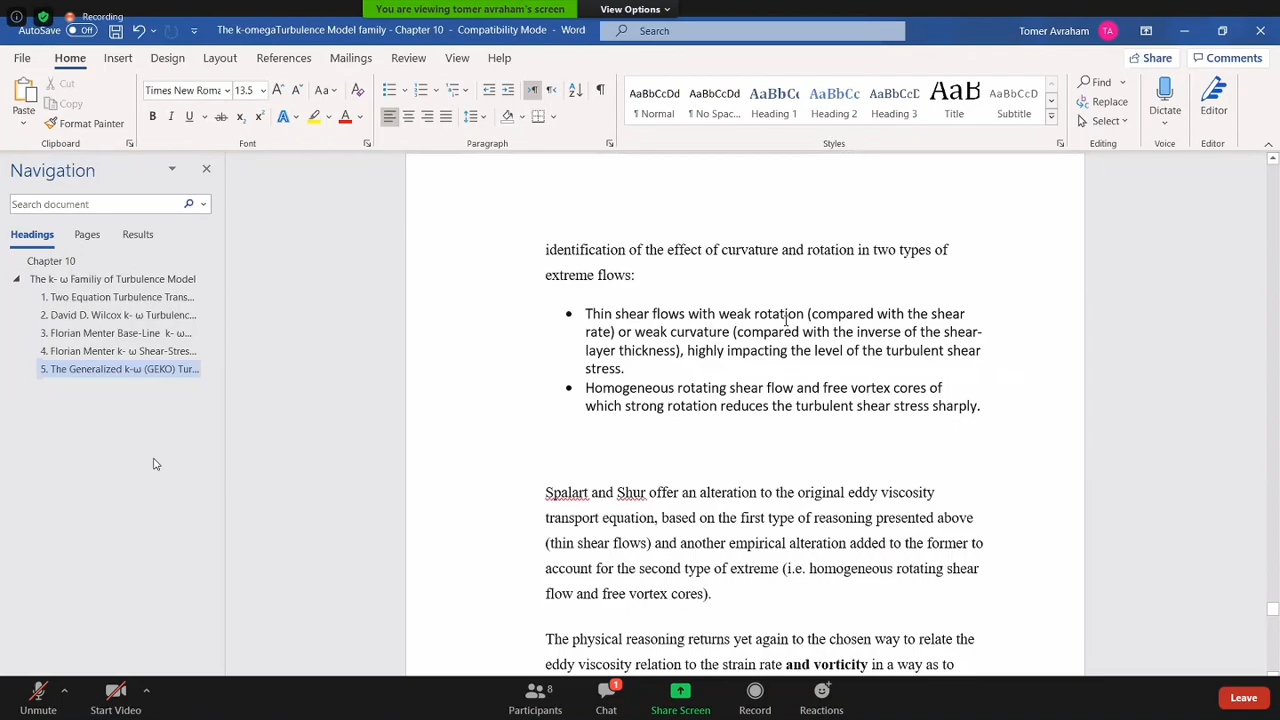 Recording
You are viewing tomer avraham's screen
View Options
AutoSave Off
The k-omegaTurbulence Model family - Chapter 10 - Compatibility Mode - Word
Search
Tomer Avraham TA
File Home Insert Design Layout References Mailings Review View Help
Share Comments
Paste
Cut
Copy
Format Painter
Clipboard
Times New Roma 13.5
Font
Paragraph
AaBbCcDd AaBbCcDd AaBbCc AaBbCcC AaBbCcD AaB AaBbCcDd
¶ Normal ¶ No Spac... Heading 1 Heading 2 Heading 3 Title Subtitle
Styles
Find
Replace
Select
Editing
Dictate
Voice
Editor
Editor
Navigation
Search document
Headings Pages Results
Chapter 10
The k- ω Familiy of Turbulence Model
1. Two Equation Turbulence Trans...
2. David D. Wilcox k- ω Turbulenc...
3. Florian Menter Base-Line k- ω...
4. Florian Menter k- ω Shear-Stres...
5. The Generalized k-ω (GEKO) Tur...
identification of the effect of curvature and rotation in two types of
extreme flows:
• Thin shear flows with weak rotation (compared with the shear
rate) or weak curvature (compared with the inverse of the shear-
layer thickness), highly impacting the level of the turbulent shear
stress.
• Homogeneous rotating shear flow and free vortex cores of
which strong rotation reduces the turbulent shear stress sharply.
Spalart and Shur offer an alteration to the original eddy viscosity
transport equation, based on the first type of reasoning presented above
(thin shear flows) and another empirical alteration added to the former to
account for the second type of extreme (i.e. homogeneous rotating shear
flow and free vortex cores).
The physical reasoning returns yet again to the chosen way to relate the
eddy viscosity relation to the strain rate and vorticity in a way as to
Unmute
Start Video
8
Participants
1
Chat
Share Screen
Record
Reactions
Leave